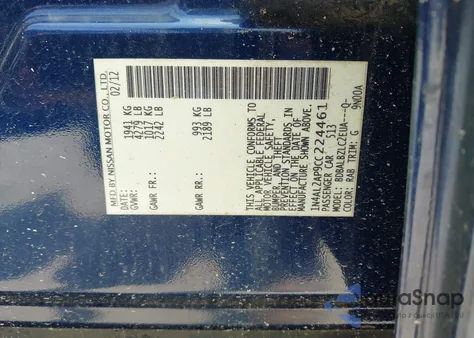 MFD BY NISSAN MOTOR CO., LTD.
02/12
1941 KG
GVWR: 4279 LB
1017 KG
GAWR FR: 2242 LB
993 KG
GAWR RR: 2189 LB
THIS VEHICLE CONFORMS TO
ALL APPLICABLE FEDERAL
MOTOR VEHICLE SAFETY,
BUMPER, AND THEFT
PREVENTION STANDARDS IN
EFFECT ON THE DATE OF
MANUFACTURE SHOWN ABOVE.
1N4AL2AP9CC224461
PASSENGER CAR 513
MODEL: BDBALBZLCZEUA---Q-
COLOR: RAB TRIM: G
9N00A